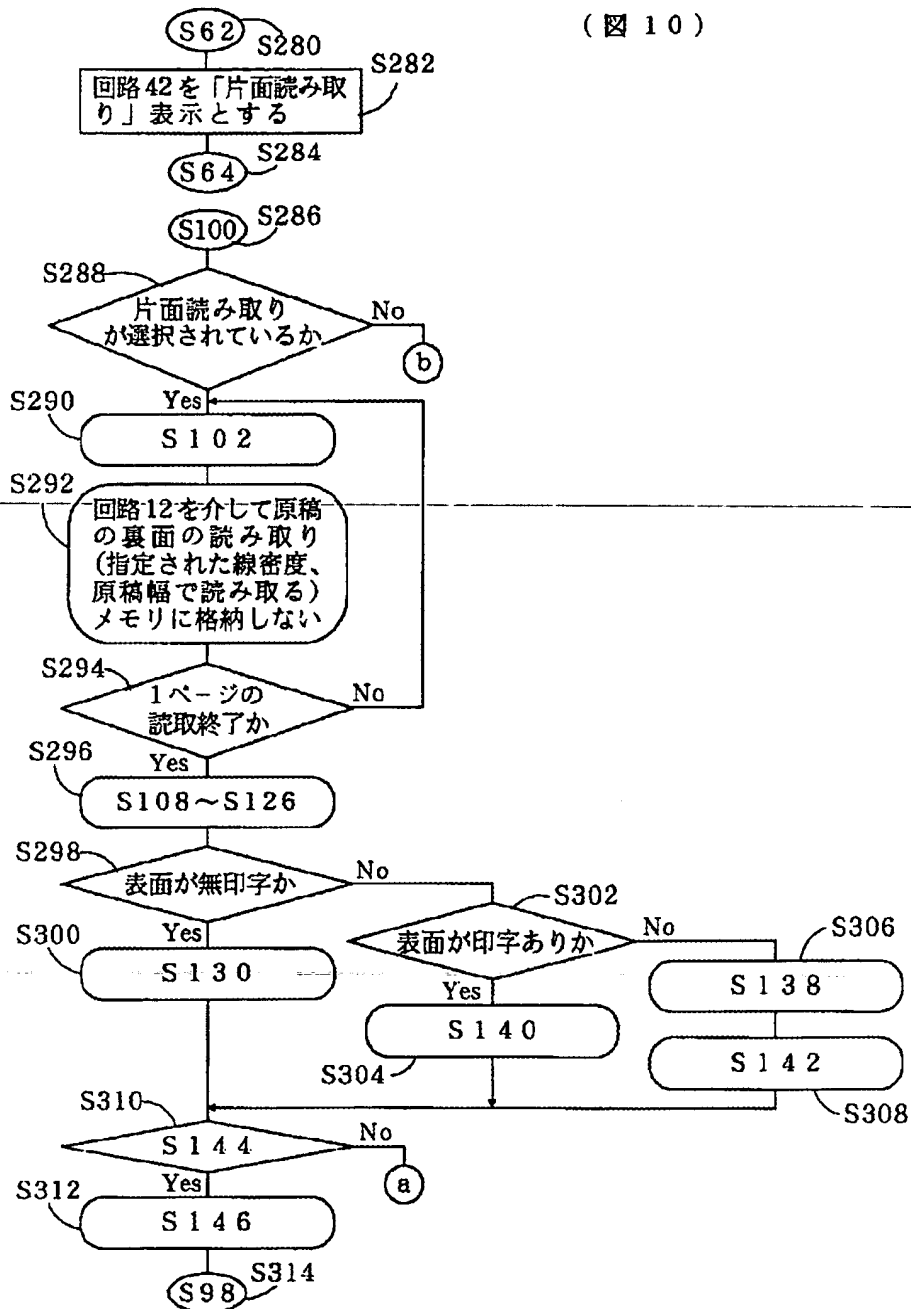 (図 10)
S62
S280
S282
回路42を「片面読み取
り」表示とする
S284
S64
S286
S100
S288
片面読み取り
が選択されているか
No
b
Yes
S290
S102
S292
回路12を介して原稿
の裏面の読み取り
(指定された線密度、
原稿幅で読み取る)
メモリに格納しない
S294
1ページの
読取終了か
No
Yes
S296
S108～S126
S298
表面が無印字か
No
S302
Yes
表面が印字ありか
No
S300
S306
S130
S138
Yes
S140
S142
S304
S308
S310
S144
No
a
Yes
S312
S146
S314
S98